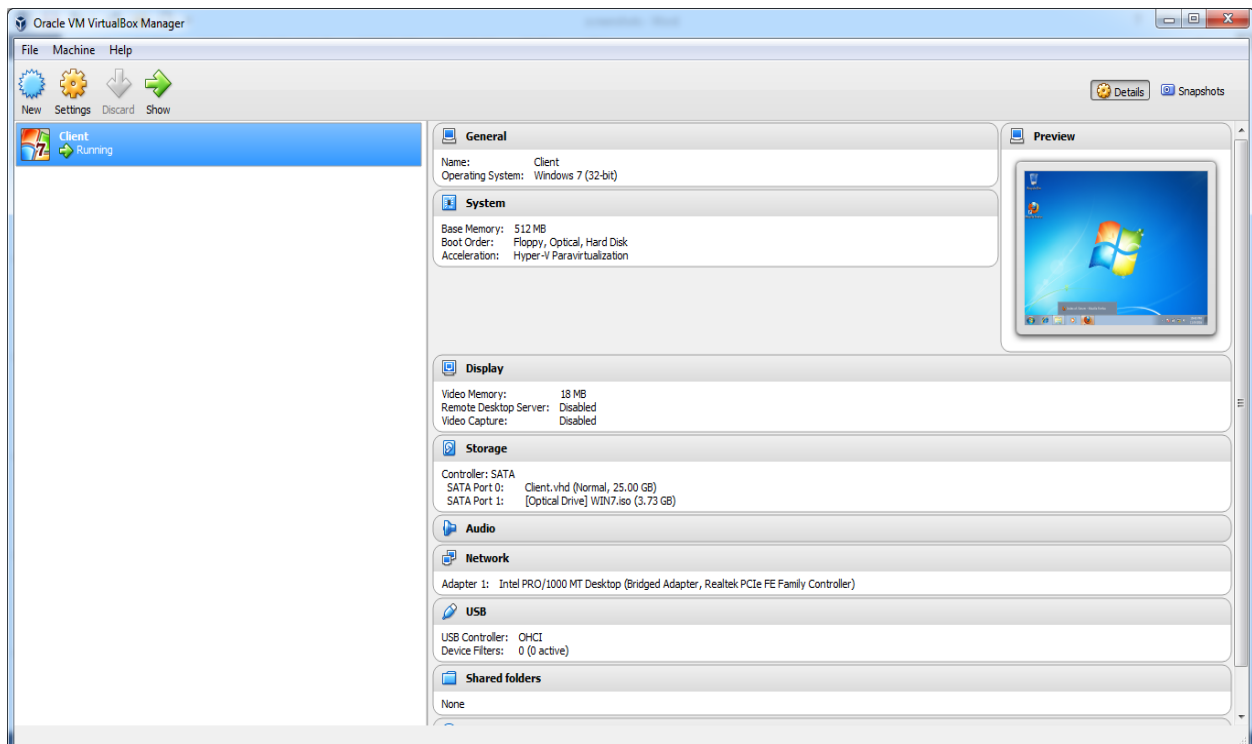 Oracle VM VirtualBox Manager
File Machine Help
New Settings Discard Show
Details Snapshots
Client
Running
General
Name: Client
Operating System: Windows 7 (32-bit)
System
Base Memory: 512 MB
Boot Order: Floppy, Optical, Hard Disk
Acceleration: Hyper-V Paravirtualization
Preview
Display
Video Memory: 18 MB
Remote Desktop Server: Disabled
Video Capture: Disabled
Storage
Controller: SATA
SATA Port 0: Client.vhd (Normal, 25.00 GB)
SATA Port 1: [Optical Drive] WIN7.iso (3.73 GB)
Audio
Network
Adapter 1: Intel PRO/1000 MT Desktop (Bridged Adapter, Realtek PCIe FE Family Controller)
USB
USB Controller: OHCI
Device Filters: 0 (0 active)
Shared folders
None